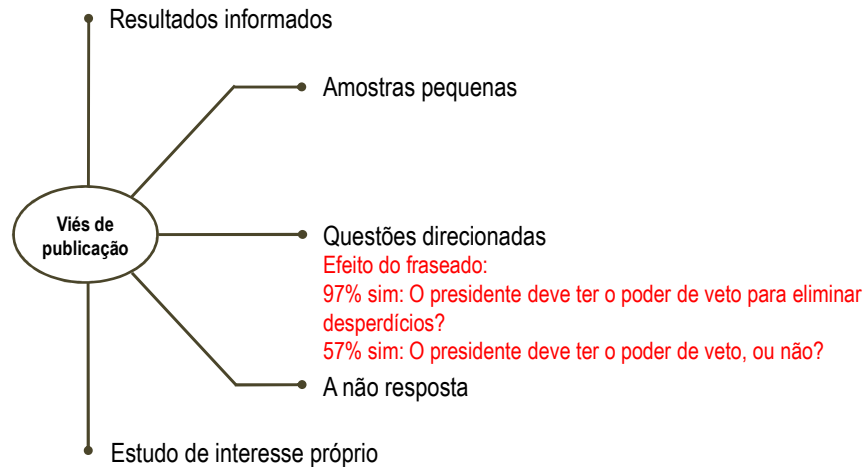 Resultados informados
Amostras pequenas
Viés de
publicação
Questões direcionadas
Efeito do fraseado:
97% sim: O presidente deve ter o poder de veto para eliminar
desperdícios?
57% sim: O presidente deve ter o poder de veto, ou não?
A não resposta
Estudo de interesse próprio